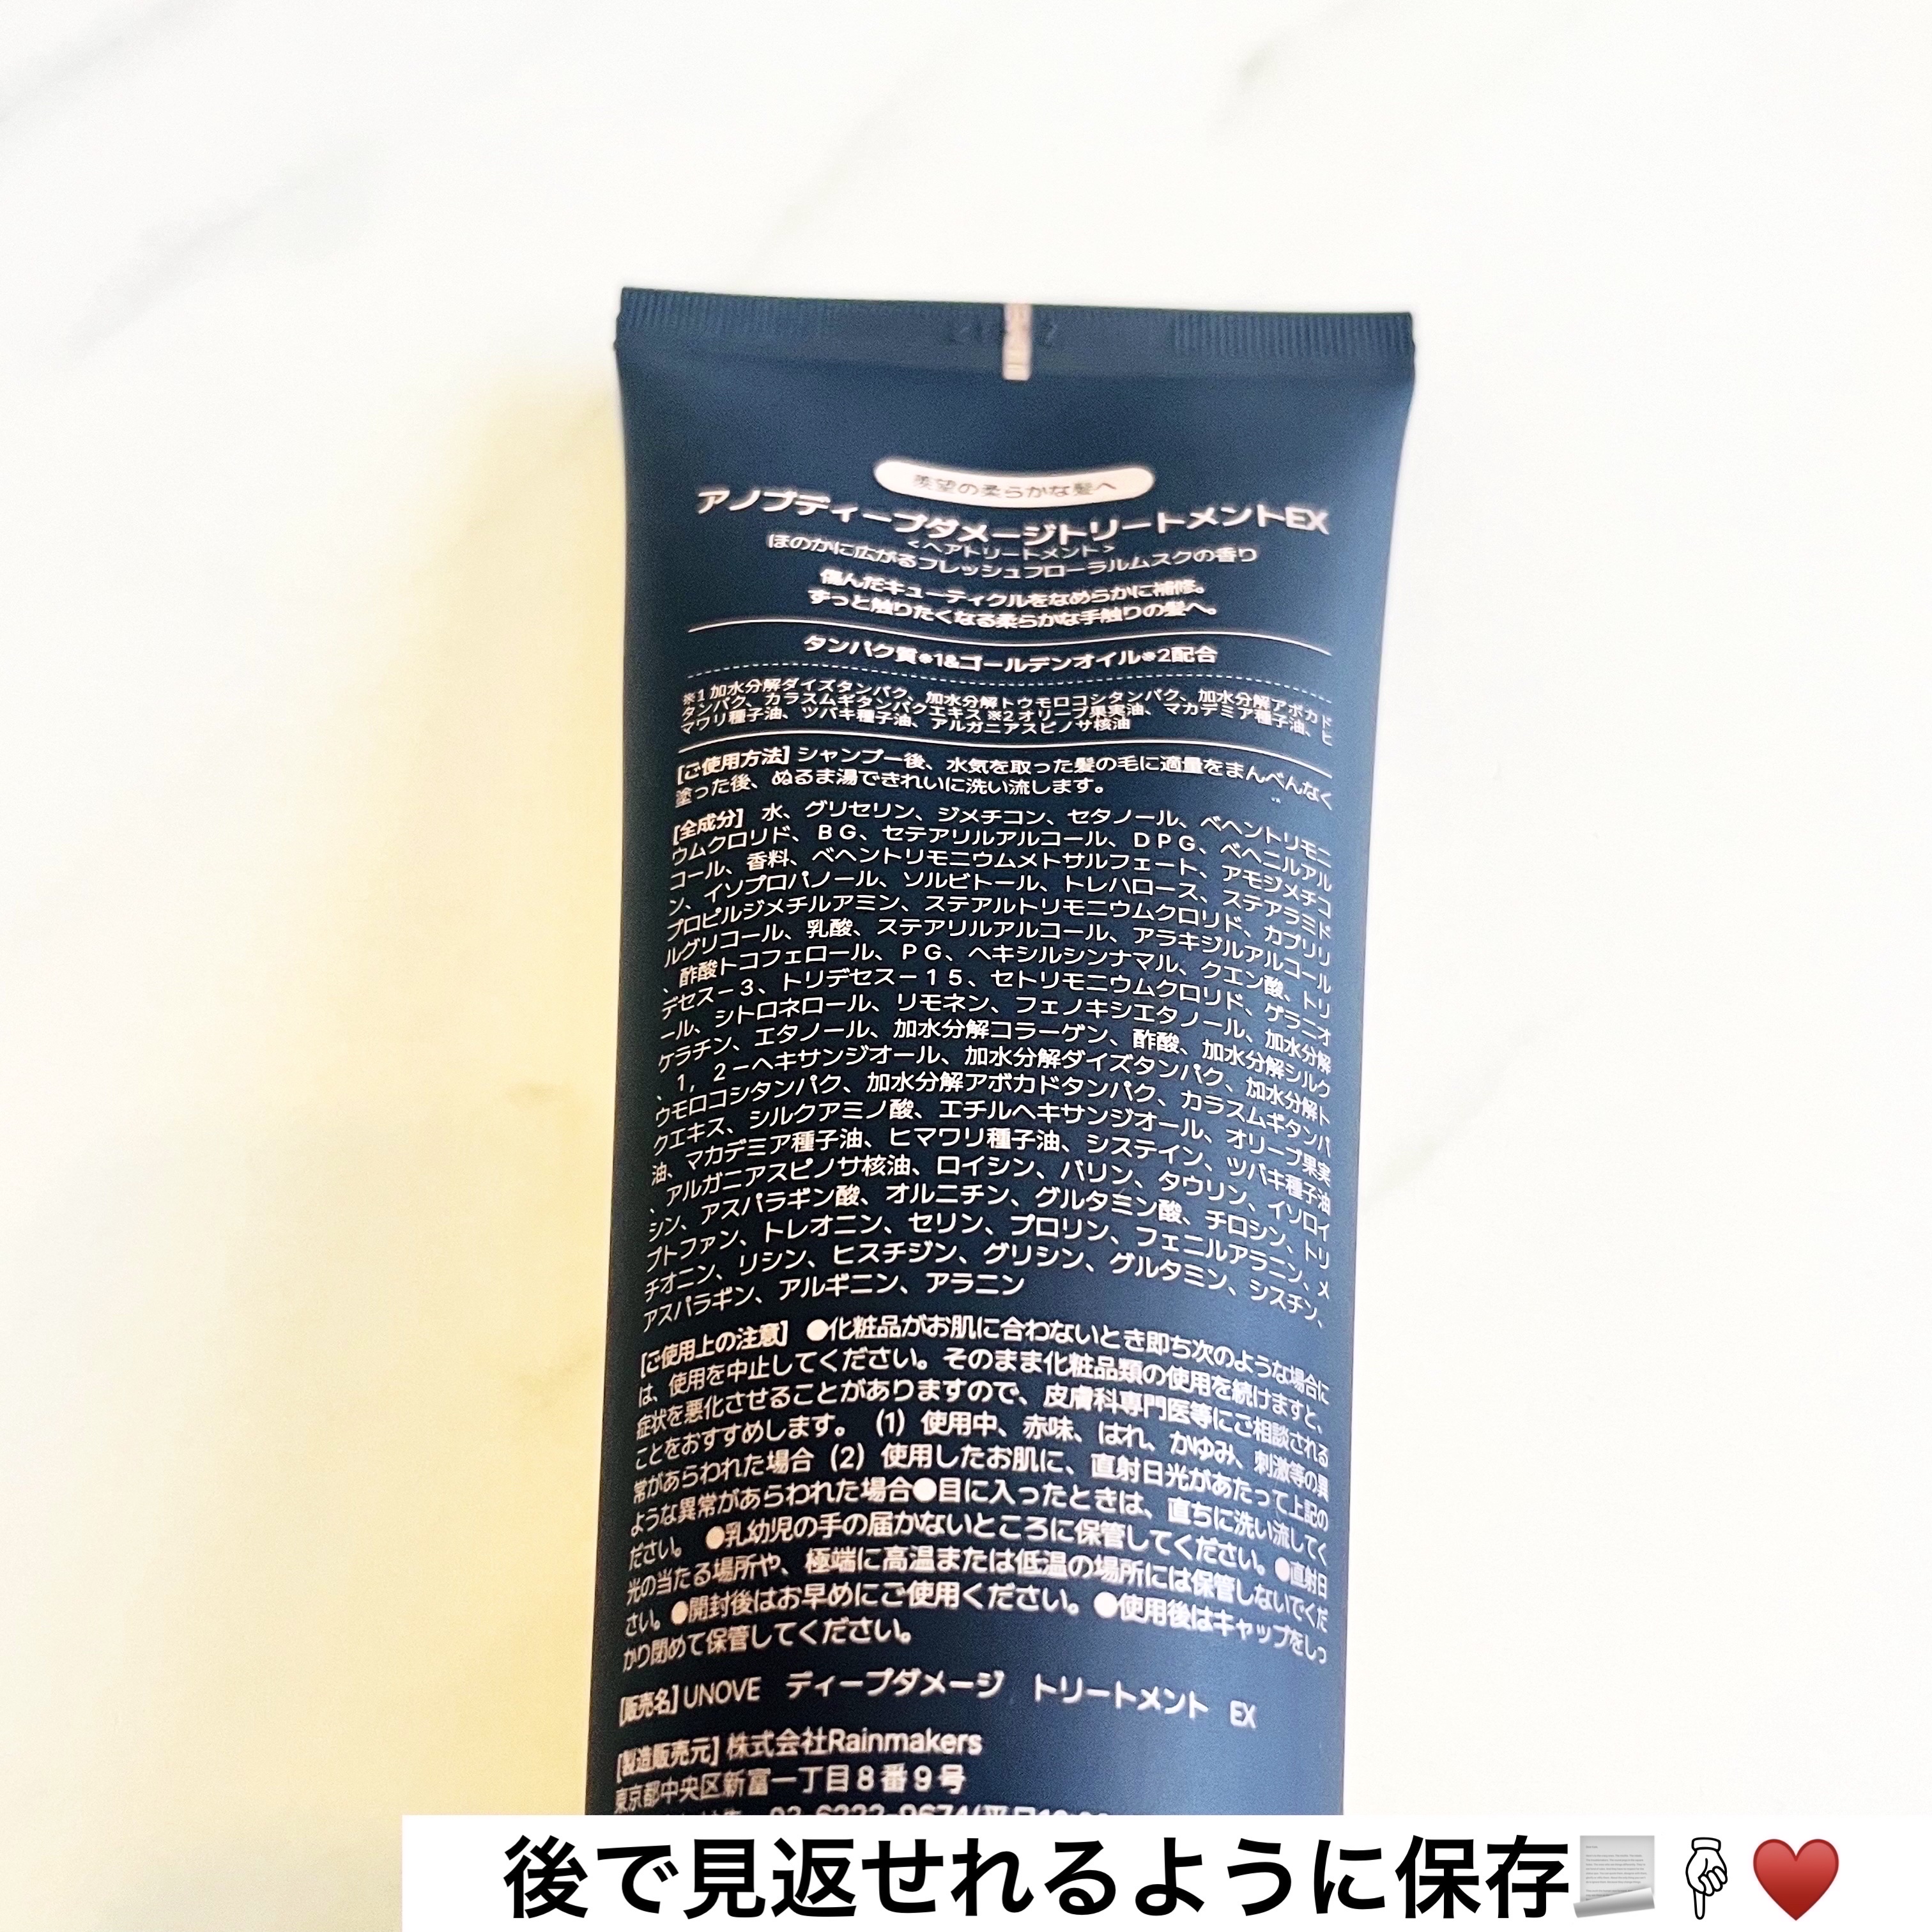 羨望の柔らかな髪へ
アノブディープダメージトリートメントEX
<ヘアトリートメント>
ほのかに広がるフレッシュフローラルムスクの香り
傷んだキューティクルをなめらかに補修。
ずっと触りたくなる柔らかな手触りの髪へ。
タンパク質※1&ゴールデンオイル※2配合
※1 加水分解ダイズタンパク、加水分解トウモロコシタンパク、加水分解アボカド
タンパク、カラスムギタンパクエキス ※2 オリーブ果実油、マカデミア種子油、ヒ
マワリ種子油、ツバキ種子油、アルガニアスピノサ核油
[ご使用方法] シャンプー後、水気を取った髪の毛に適量をまんべんなく
塗った後、ぬるま湯できれいに洗い流します。
[全成分] 水、グリセリン、ジメチコン、セタノール、ベヘントリモニ
ウムクロリド、BG、セテアリルアルコール、DPG、ベヘニルアル
コール、香料、ベヘントリモニウムメトサルフェート、アモジメチコ
ン、イソプロパノール、ソルビトール、トレハロース、ステアラミド
プロピルジメチルアミン、ステアルトリモニウムクロリド、カプリリ
ルグリコール、乳酸、ステアリルアルコール、アラキジルアルコール
、酢酸トコフェロール、PG、ヘキシルシンナマル、クエン酸、トリ
デセス－3、トリデセス－15、セトリモニウムクロリド、ゲラニオ
ール、シトロネロール、リモネン、フェノキシエタノール、加水分解
ケラチン、エタノール、加水分解コラーゲン、酢酸、加水分解シルク
、1，2－ヘキサンジオール、加水分解ダイズタンパク、加水分解ト
ウモロコシタンパク、加水分解アボカドタンパク、カラスムギタンパ
クエキス、シルクアミノ酸、エチルヘキサンジオール、オリーブ果実
油、マカデミア種子油、ヒマワリ種子油、システイン、ツバキ種子油
、アルガニアスピノサ核油、ロイシン、バリン、タウリン、イソロイ
シン、アスパラギン酸、オルニチン、グルタミン酸、チロシン、トリ
プトファン、トレオニン、セリン、プロリン、フェニルアラニン、メ
チオニン、リシン、ヒスチジン、グリシン、グルタミン、シスチン、
アスパラギン、アルギニン、アラニン
[ご使用上の注意] ●化粧品がお肌に合わないとき即ち次のような場合に
は、使用を中止してください。そのまま化粧品類の使用を続けますと、
症状を悪化させることがありますので、皮膚科専門医等にご相談される
ことをおすすめします。(1) 使用中、赤味、はれ、かゆみ、刺激等の異
常があらわれた場合 (2) 使用したお肌に、直射日光があたって上記の
ような異常があらわれた場合●目に入ったときは、直ちに洗い流してく
ださい。●乳幼児の手の届かないところに保管してください。●直射日
光の当たる場所や、極端に高温または低温の場所には保管しないでくだ
さい。●開封後はお早めにご使用ください。●使用後はキャップをしっ
かり閉めて保管してください。
[販売名] UNOVE ディープダメージ トリートメント EX
[製造販売元] 株式会社Rainmakers
東京都中央区新富一丁目8番9号
後で見返せれるように保存📃👇♥️